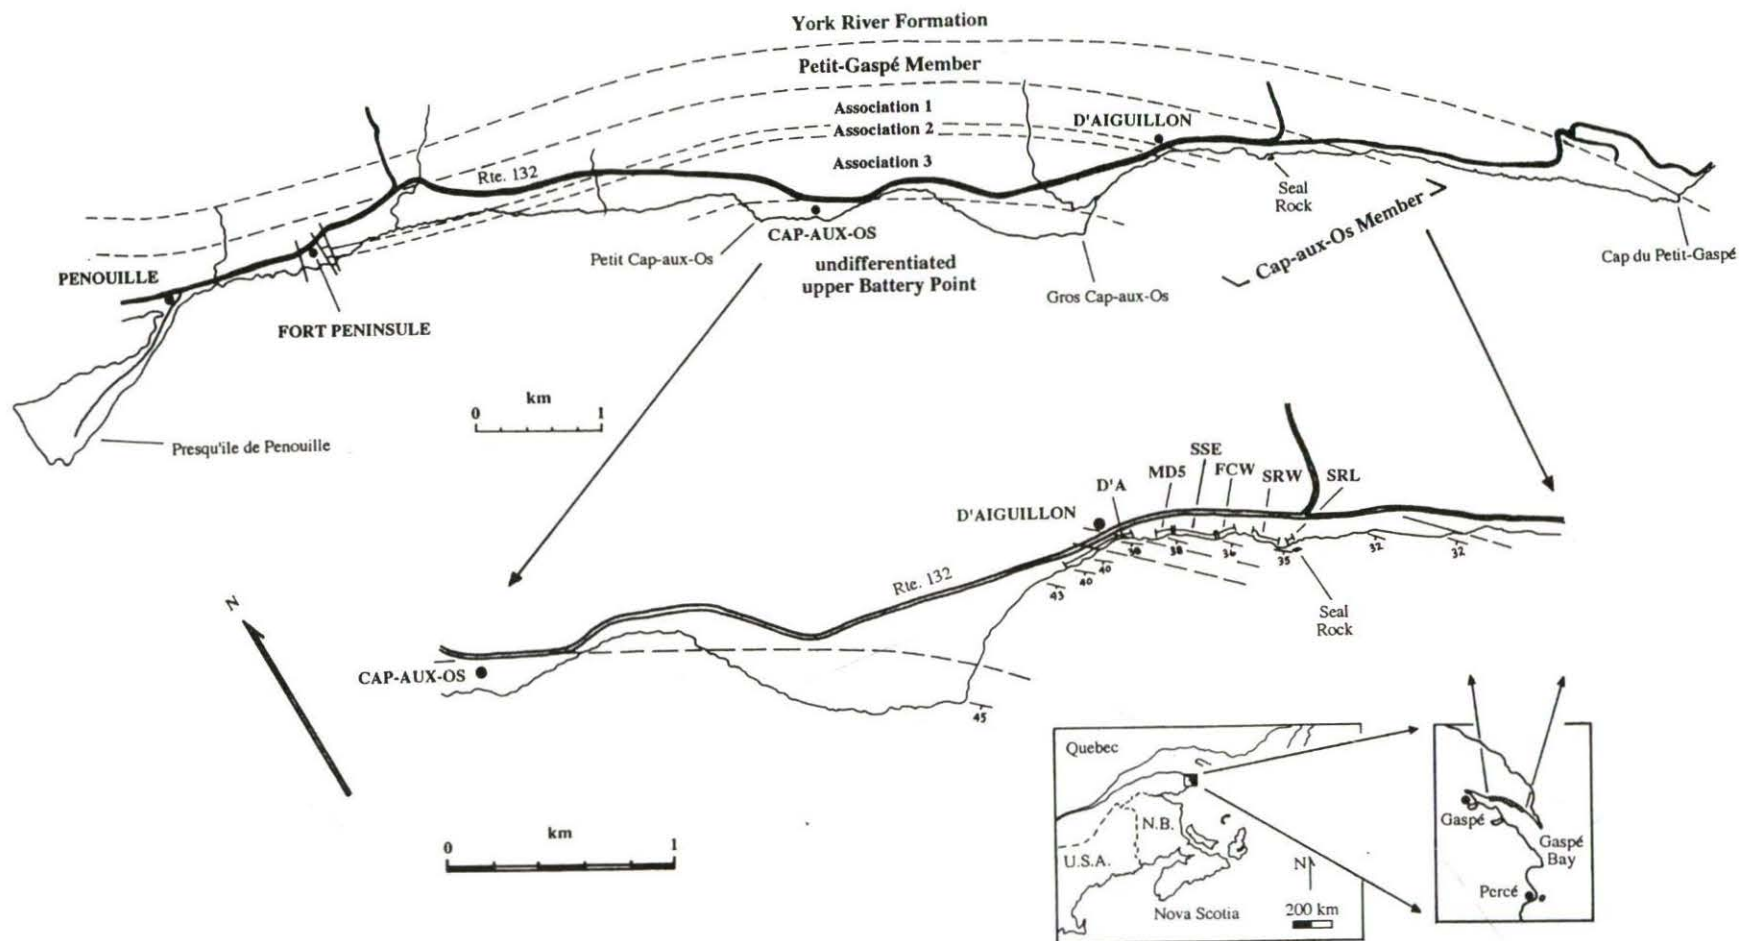 York River Formation
Petit-Gaspé Member
Association 1
Association 2
Association 3
D'AIGUILLON
Rte. 132
Seal
Rock
Cap-aux-Os Member
Cap du Petit-Gaspé
CAP-AUX-OS
Petit Cap-aux-Os
undifferentiated
upper Battery Point
Gros Cap-aux-Os
PENOUILLE
FORT PENINSULE
Presqu'ile de Penouille
km
0 1
SSE
MD5 FCW SRW SRL
D'A
D'AIGUILLON
38 36 35 32 32
40
40
43
Rte. 132
Seal
Rock
N
CAP-AUX-OS
45
km
0 1
Quebec
N.B.
U.S.A.
N
Nova Scotia
200 km
Gaspé
Gaspé
Bay
Percé